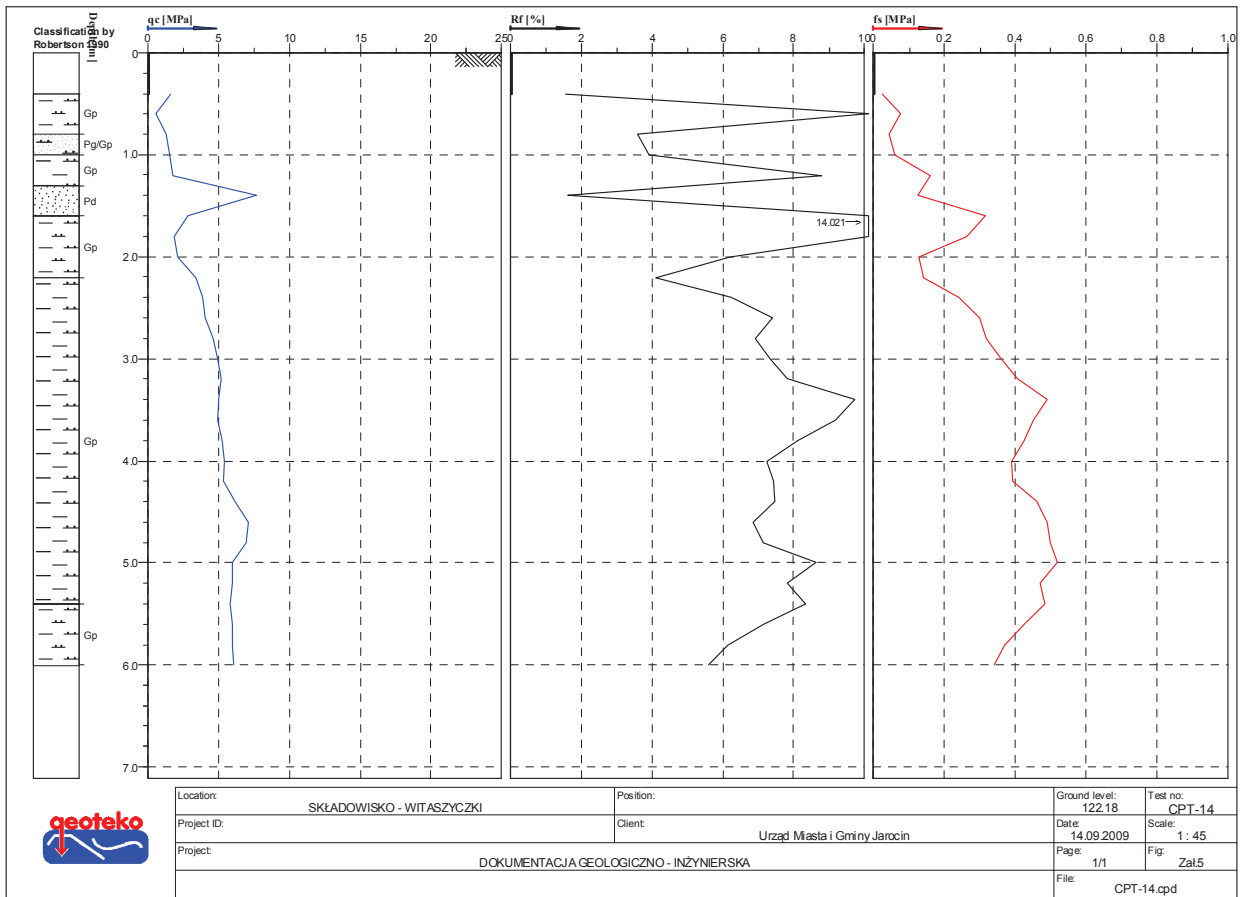 Classification by
Robertson 1990
Depth [m]
qc [MPa]
Rf [%]
fs [MPa]
0 5 10 15 20 25
0 2 4 6 8 10
0.0 0.2 0.4 0.6 0.8 1.0
0
1.0
2.0
3.0
4.0
5.0
6.0
7.0
Gp
Pg/Gp
Gp
Pd
Gp
Gp
Gp
14.021
geoteko
Location:
SKŁADOWISKO - WITASZYCZKI
Position:
Ground level:
122.18
Test no:
CPT-14
Project ID:
Client:
Urząd Miasta i Gminy Jarocin
Date:
14.09.2009
Scale:
1 : 45
Project:
DOKUMENTACJA GEOLOGICZNO - INŻYNIERSKA
Page:
1/1
Fig:
Zał.5
File:
CPT-14.cpd